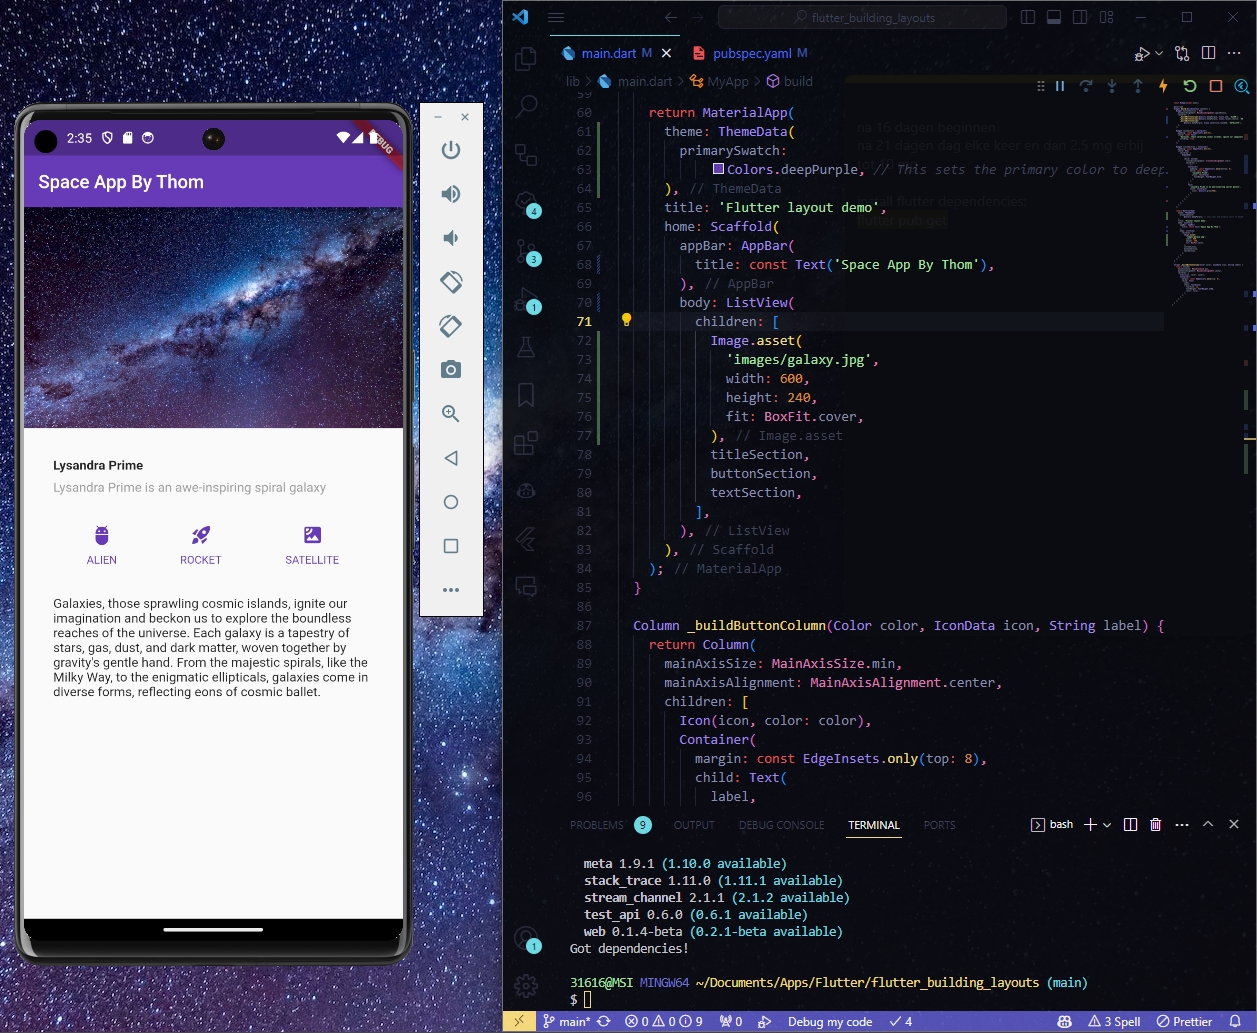 2:35
DEBUG
Space App By Thom
Lysandra Prime
Lysandra Prime is an awe-inspiring spiral galaxy
ALIEN
ROCKET
SATELLITE
Galaxies, those sprawling cosmic islands, ignite our
imagination and beckon us to explore the boundless
reaches of the universe. Each galaxy is a tapestry of
stars, gas, dust, and dark matter, woven together by
gravity's gentle hand. From the majestic spirals, like the
Milky Way, to the enigmatic ellipticals, galaxies come in
diverse forms, reflecting eons of cosmic ballet.
flutter_building_layouts
main.dart M
pubspec.yaml M
lib > main.dart > MyApp > build
4
3
1
59
60 return MaterialApp(
61 theme: ThemeData(
62 primarySwatch:
63 Colors.deepPurple, // This sets the primary color to deep
64 ), // ThemeData
65 title: 'Flutter layout demo',
66 home: Scaffold(
67 appBar: AppBar(
68 title: const Text('Space App By Thom'),
69 ), // AppBar
70 body: ListView(
71 children: [
72 Image.asset(
73 'images/galaxy.jpg',
74 width: 600,
75 height: 240,
76 fit: BoxFit.cover,
77 ), // Image.asset
78 titleSection,
79 buttonSection,
80 textSection,
81 ],
82 ), // ListView
83 ), // Scaffold
84 ); // MaterialApp
85 }
86
87 Column _buildButtonColumn(Color color, IconData icon, String label) {
88 return Column(
89 mainAxisSize: MainAxisSize.min,
90 mainAxisAlignment: MainAxisAlignment.center,
91 children: [
92 Icon(icon, color: color),
93 Container(
94 margin: const EdgeInsets.only(top: 8),
95 child: Text(
96 label,
na 16 dagen beginnen
na 21 dagen dag elke keer en dan 2.5 mg erbij
flutter dependencies:
flutter pub get
PROBLEMS 9 OUTPUT DEBUG CONSOLE TERMINAL PORTS
bash
meta 1.9.1 (1.10.0 available)
stack_trace 1.11.0 (1.11.1 available)
stream_channel 2.1.1 (2.1.2 available)
test_api 0.6.0 (0.6.1 available)
web 0.1.4-beta (0.2.1-beta available)
Got dependencies!
31616@MSI MINGW64 ~/Documents/Apps/Flutter/flutter_building_layouts (main)
$
1
main* 0 0 9 0 Debug my code 4 3 Spell Prettier